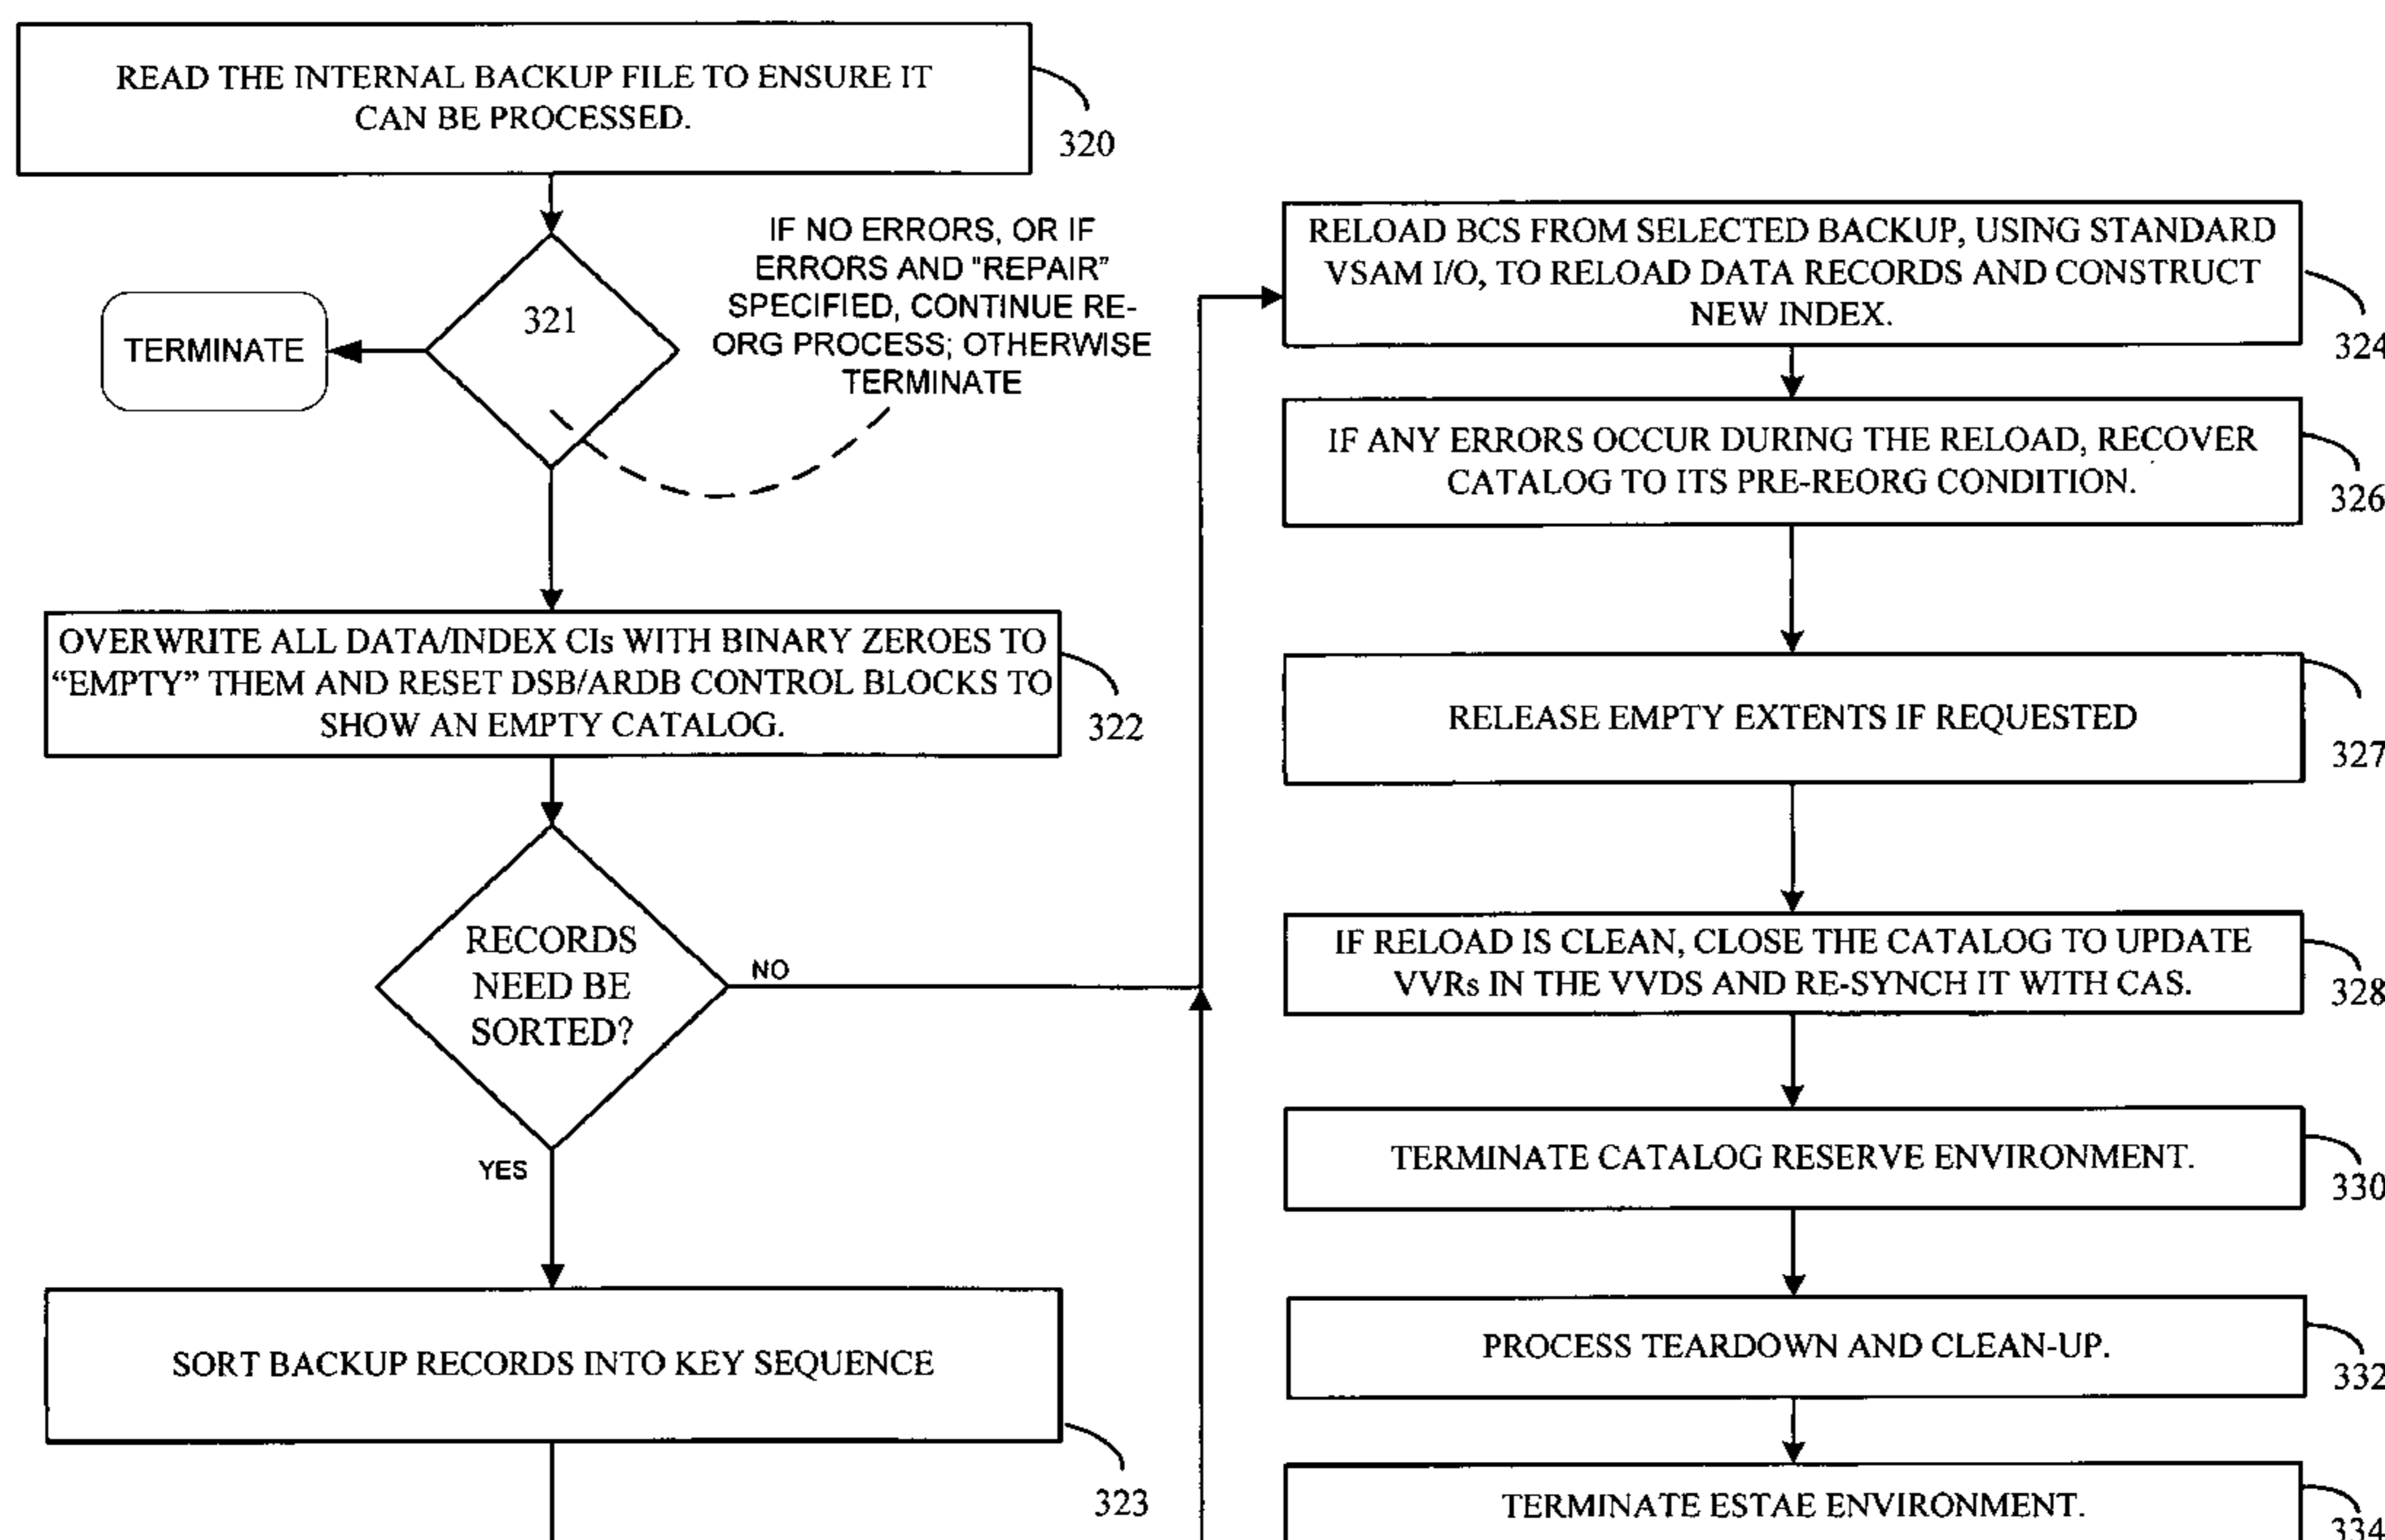 READ THE INTERNAL BACKUP FILE TO ENSURE IT
CAN BE PROCESSED.
320
321
TERMINATE
IF NO ERRORS, OR IF
ERRORS AND "REPAIR"
SPECIFIED, CONTINUE RE-
ORG PROCESS; OTHERWISE
TERMINATE
OVERWRITE ALL DATA/INDEX CIs WITH BINARY ZEROES TO
“EMPTY” THEM AND RESET DSB/ARDB CONTROL BLOCKS TO
SHOW AN EMPTY CATALOG.
322
RECORDS
NEED BE
SORTED?
NO
YES
SORT BACKUP RECORDS INTO KEY SEQUENCE
323
RELOAD BCS FROM SELECTED BACKUP, USING STANDARD
VSAM I/O, TO RELOAD DATA RECORDS AND CONSTRUCT
NEW INDEX.
324
IF ANY ERRORS OCCUR DURING THE RELOAD, RECOVER
CATALOG TO ITS PRE-REORG CONDITION.
326
RELEASE EMPTY EXTENTS IF REQUESTED
327
IF RELOAD IS CLEAN, CLOSE THE CATALOG TO UPDATE
VVRs IN THE VVDS AND RE-SYNCH IT WITH CAS.
328
TERMINATE CATALOG RESERVE ENVIRONMENT.
330
PROCESS TEARDOWN AND CLEAN-UP.
332
TERMINATE ESTAE ENVIRONMENT.
334